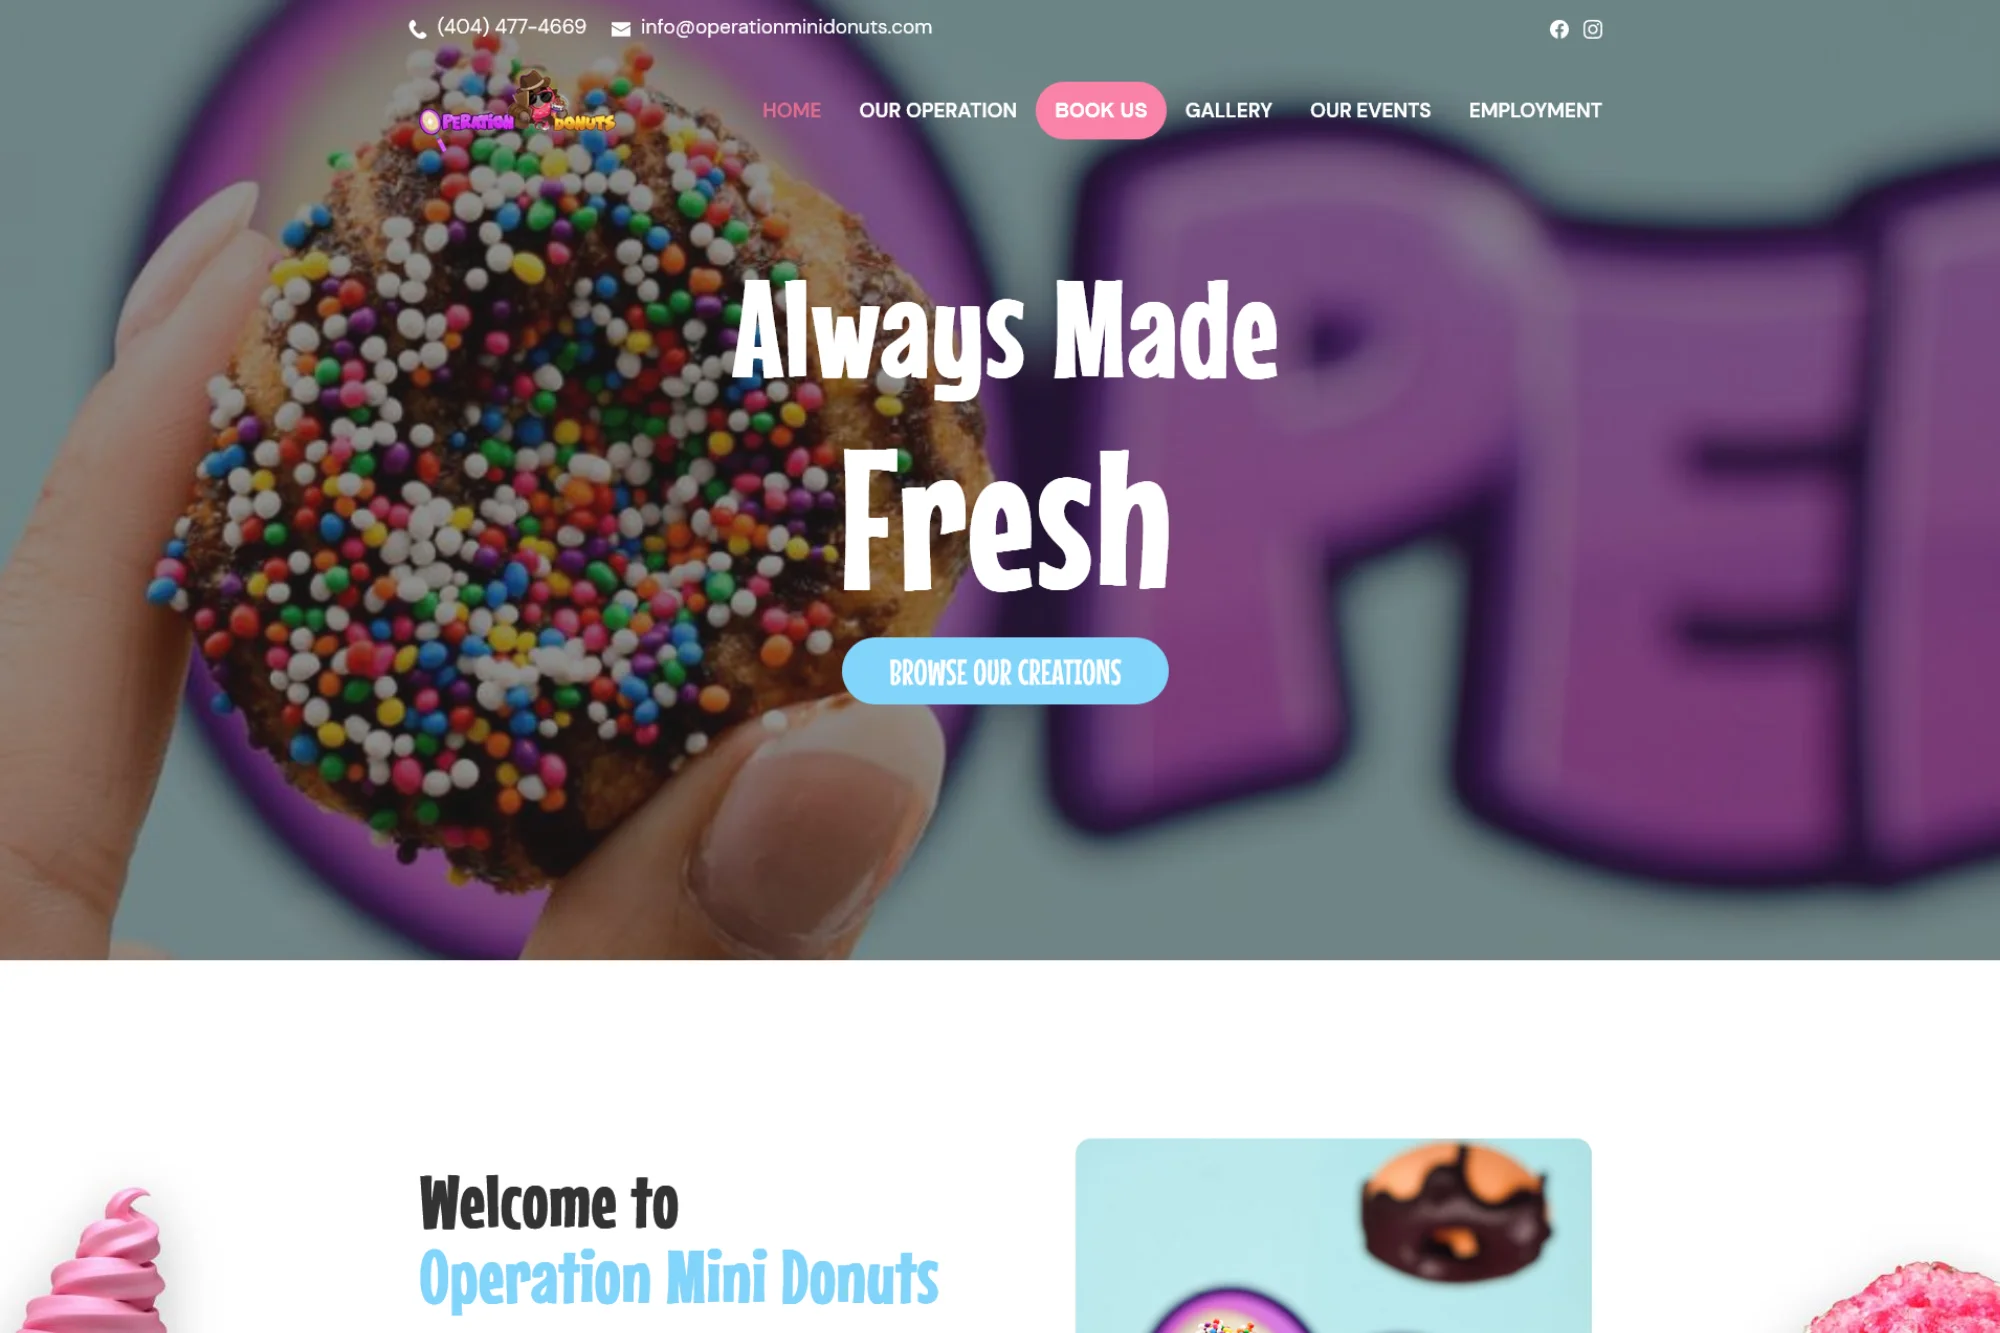 (404) 477-4669 info@operationminidonuts.com
OPERATION DONUTS
HOME OUR OPERATION BOOK US GALLERY OUR EVENTS EMPLOYMENT
Always Made
Fresh
BROWSE OUR CREATIONS
Welcome to
Operation Mini Donuts